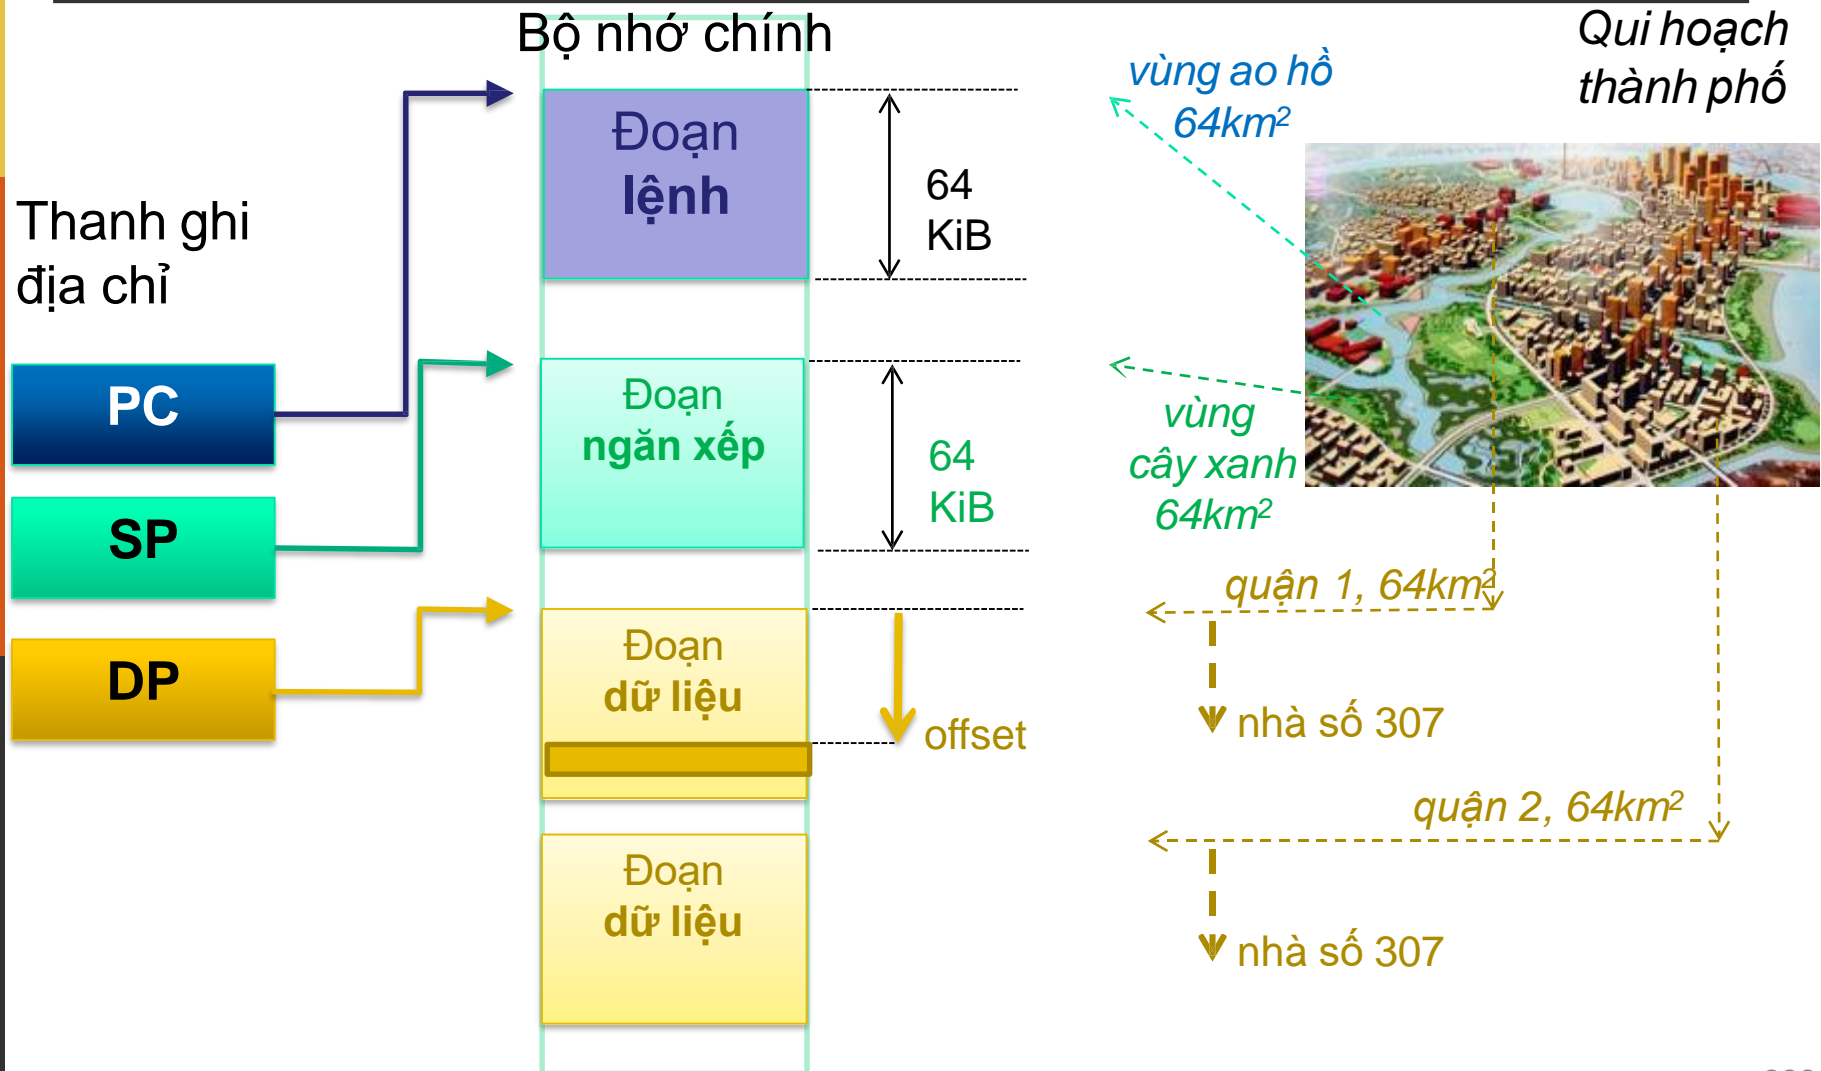 Bộ nhớ chính
Qui hoạch
thành phố
vùng ao hồ
64km²
Đoạn
lệnh
64
KiB
Thanh ghi
địa chỉ
PC
Đoạn
ngăn xếp
64
KiB
vùng
cây xanh
64km²
SP
quận 1, 64km²
DP
Đoạn
dữ liệu
offset
nhà số 307
quận 2, 64km²
Đoạn
dữ liệu
nhà số 307